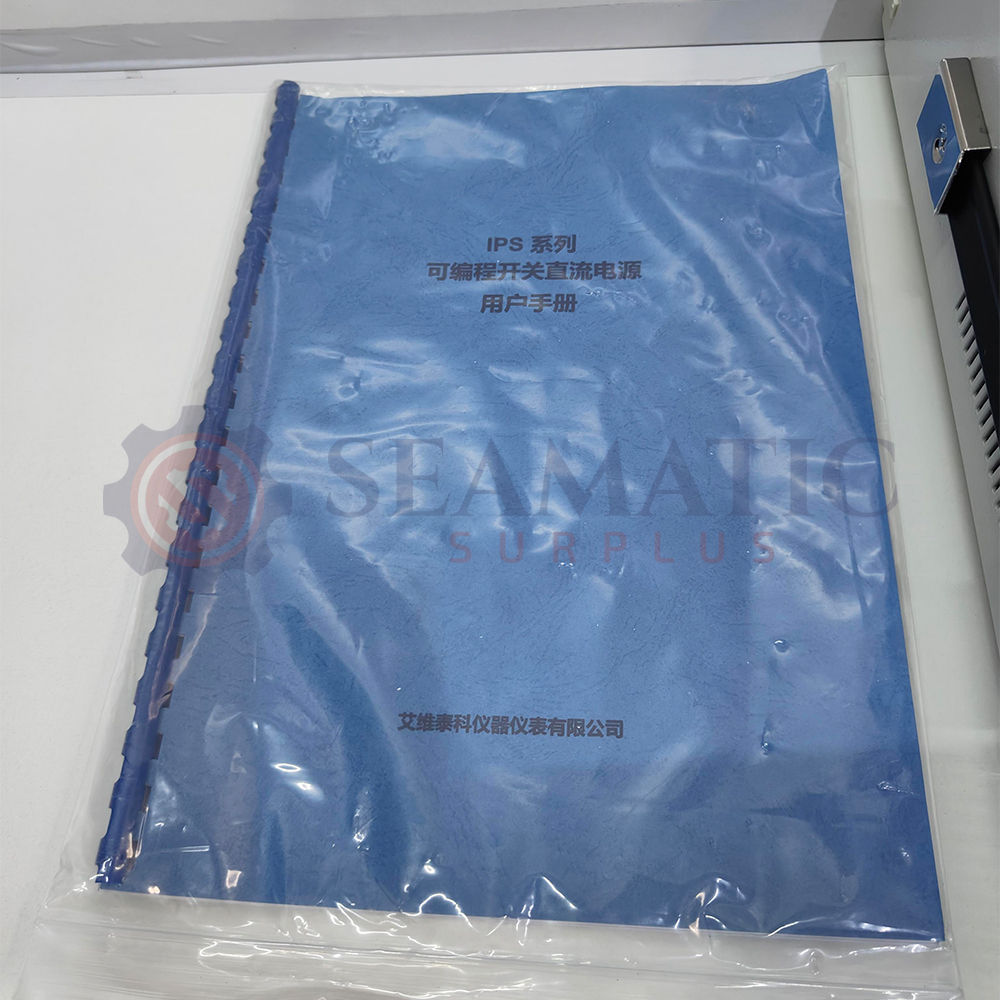 IPS 系列
可编程开关直流电源
用户手册
SEAMATIC
SURPLUS
艾维泰科仪器仪表有限公司